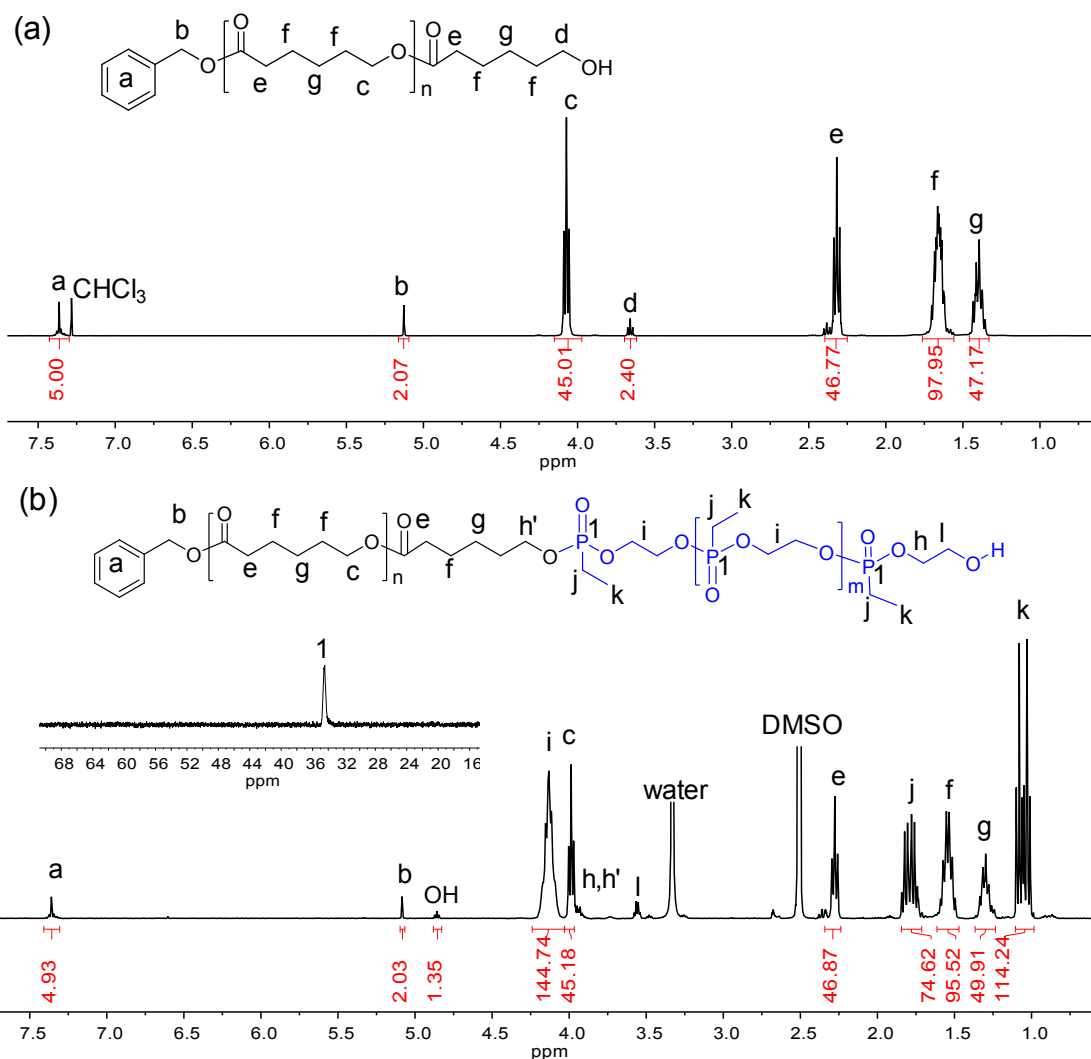 (a)
b
O
f
f
O
e
g
d
a
O
O
OH
e
g
c
n
f
f
c
e
f
g
a
CHCl3
b
d
5.00
2.07
45.01
2.40
46.77
97.95
47.17
7.5 7.0 6.5 6.0 5.5 5.0 4.5 4.0 3.5 3.0 2.5 2.0 1.5 1.0
ppm
(b)
b
O
f
f
O
e
g
h'
O
1
i
j
k
i
O
1
h
l
a
O
O
O
P
O
O
P
O
O
P
O
O
H
e
g
c
n
f
j
k
O
1
m
j
k
1
68 64 60 56 52 48 44 40 36 32 28 24 20 16
ppm
a
b
OH
i
c
h,h'
l
water
DMSO
e
j
f
g
k
4.93
2.03
1.35
144.74
45.18
46.87
74.62
95.52
49.91
114.24
7.5 7.0 6.5 6.0 5.5 5.0 4.5 4.0 3.5 3.0 2.5 2.0 1.5 1.0
ppm